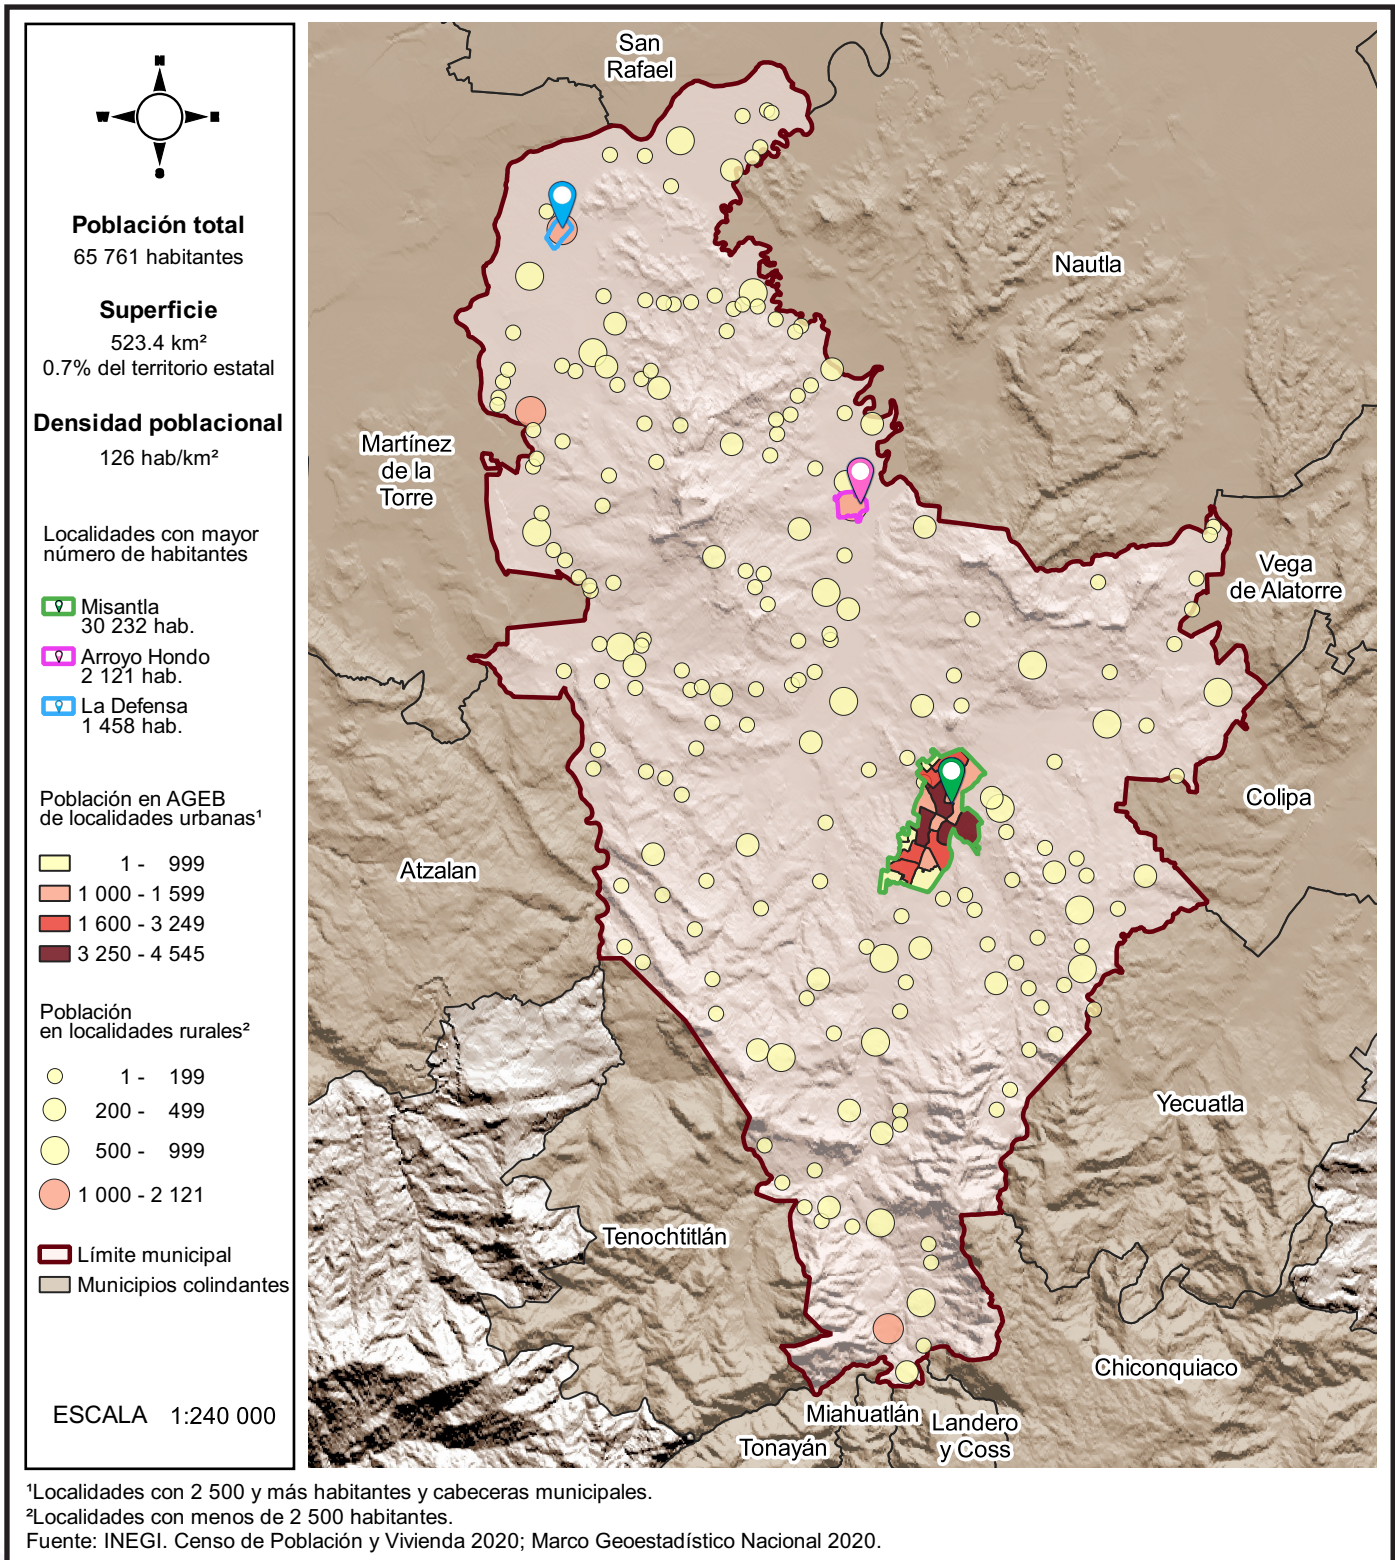 N
W
E
S
Población total
65 761 habitantes
Superficie
523.4 km²
0.7% del territorio estatal
Densidad poblacional
126 hab/km²
Localidades con mayor
número de habitantes
Misantla
30 232 hab.
Arroyo Hondo
2 121 hab.
La Defensa
1 458 hab.
Población en AGEB
de localidades urbanas¹
1 - 999
1 000 - 1 599
1 600 - 3 249
3 250 - 4 545
Población
en localidades rurales²
1 - 199
200 - 499
500 - 999
1 000 - 2 121
Límite municipal
Municipios colindantes
ESCALA 1:240 000
San
Rafael
Nautla
Martínez
de la
Torre
Vega
de Alatorre
Colipa
Atzalan
Yecuatla
Tenochtitlán
Chiconquiaco
Miahuatlán
Landero
y Coss
Tonayán
¹Localidades con 2 500 y más habitantes y cabeceras municipales.
²Localidades con menos de 2 500 habitantes.
Fuente: INEGI. Censo de Población y Vivienda 2020; Marco Geoestadístico Nacional 2020.